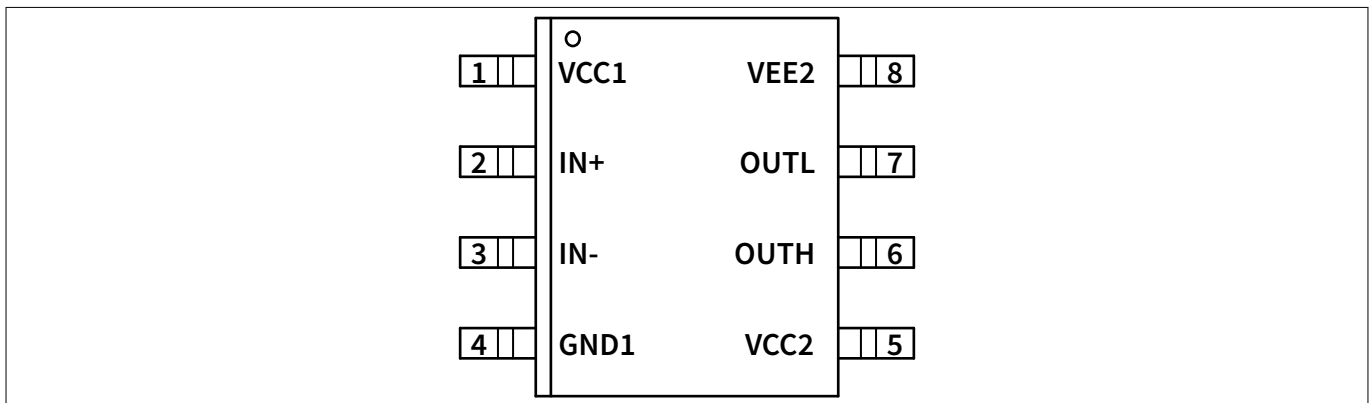 1 VCC1 VEE2 8
2 IN+ OUTL 7
3 IN- OUTH 6
4 GND1 VCC2 5